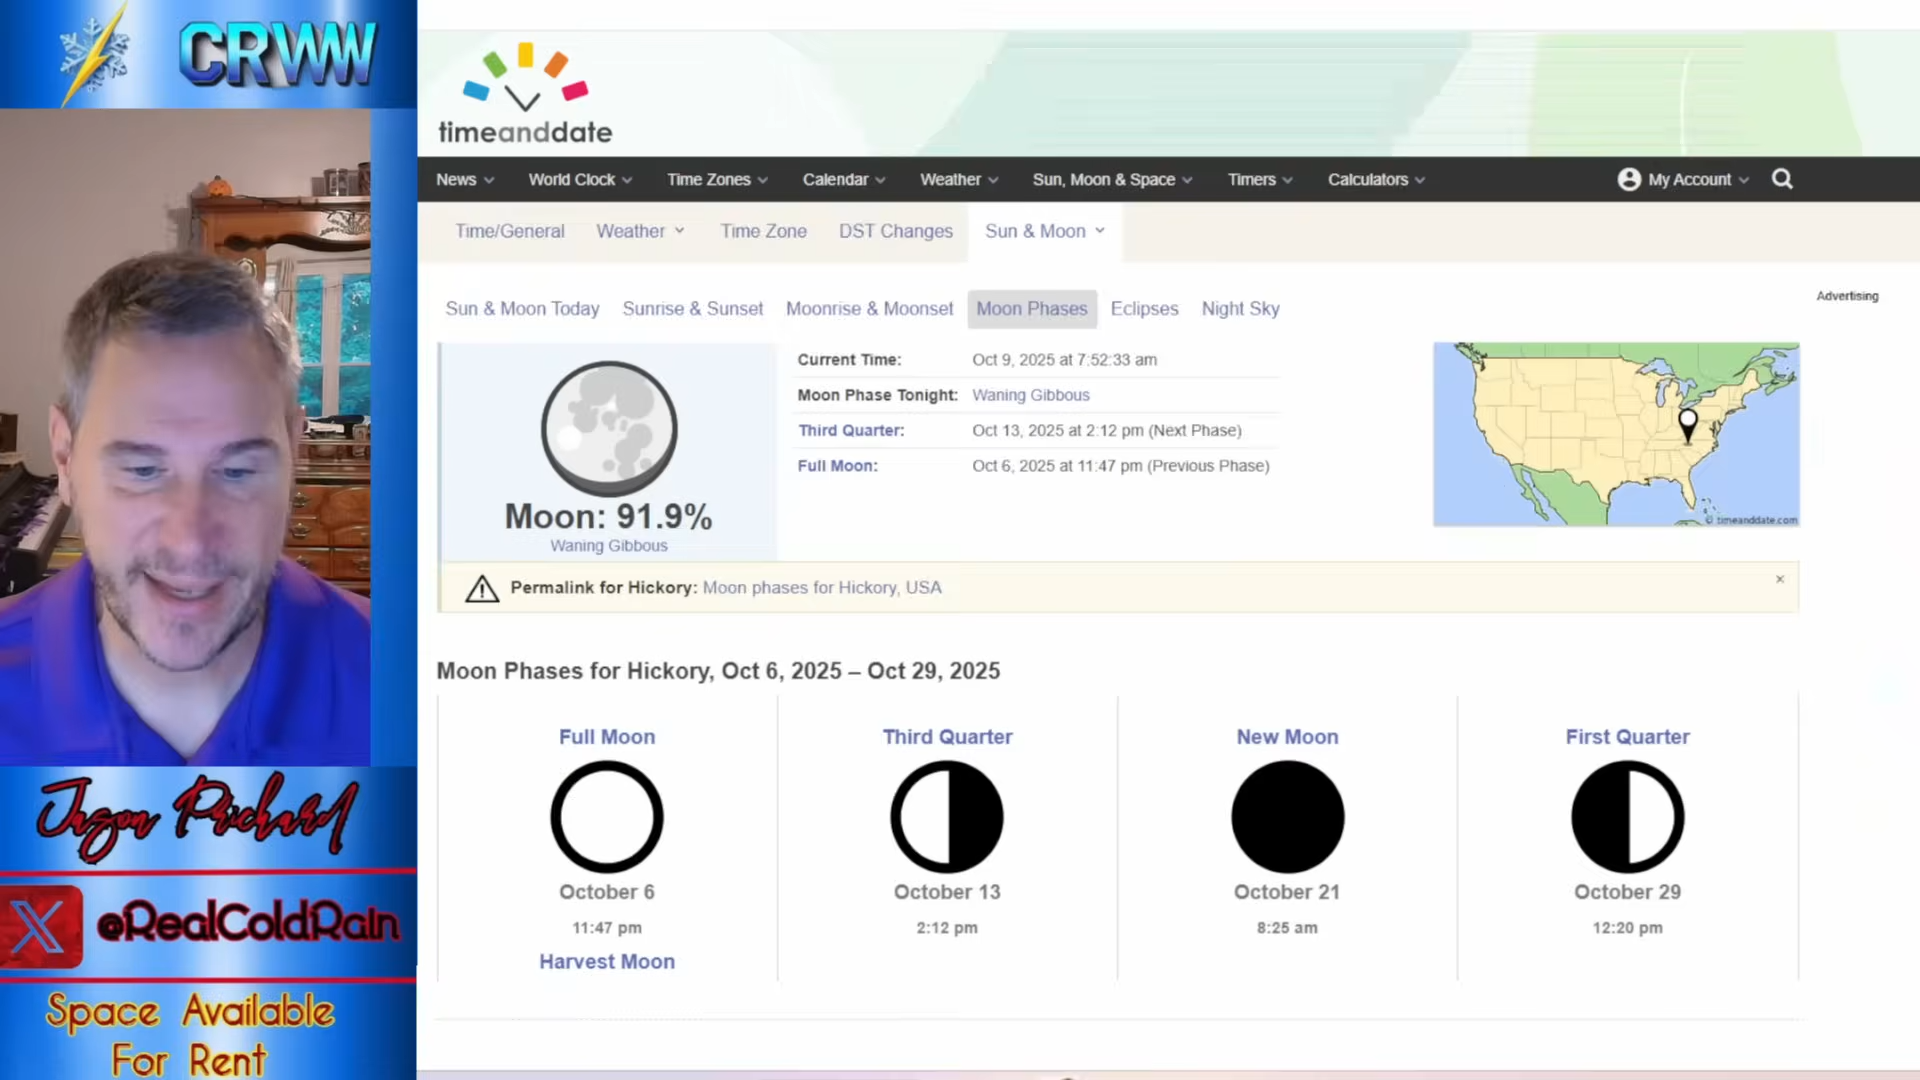 CRWW
timeanddate
News World Clock Time Zones Calendar Weather Sun, Moon & Space Timers Calculators My Account
Time/General Weather Time Zone DST Changes Sun & Moon
Sun & Moon Today Sunrise & Sunset Moonrise & Moonset Moon Phases Eclipses Night Sky
Advertising
Moon: 91.9%
Waning Gibbous
Current Time: Oct 9, 2025 at 7:52:33 am
Moon Phase Tonight: Waning Gibbous
Third Quarter: Oct 13, 2025 at 2:12 pm (Next Phase)
Full Moon: Oct 6, 2025 at 11:47 pm (Previous Phase)
© timeanddate.com
Permalink for Hickory: Moon phases for Hickory, USA ×
Moon Phases for Hickory, Oct 6, 2025 – Oct 29, 2025
Full Moon
October 6
11:47 pm
Harvest Moon
Third Quarter
October 13
2:12 pm
New Moon
October 21
8:25 am
First Quarter
October 29
12:20 pm
Jason Prichard
X @RealColdRain
Space Available
For Rent